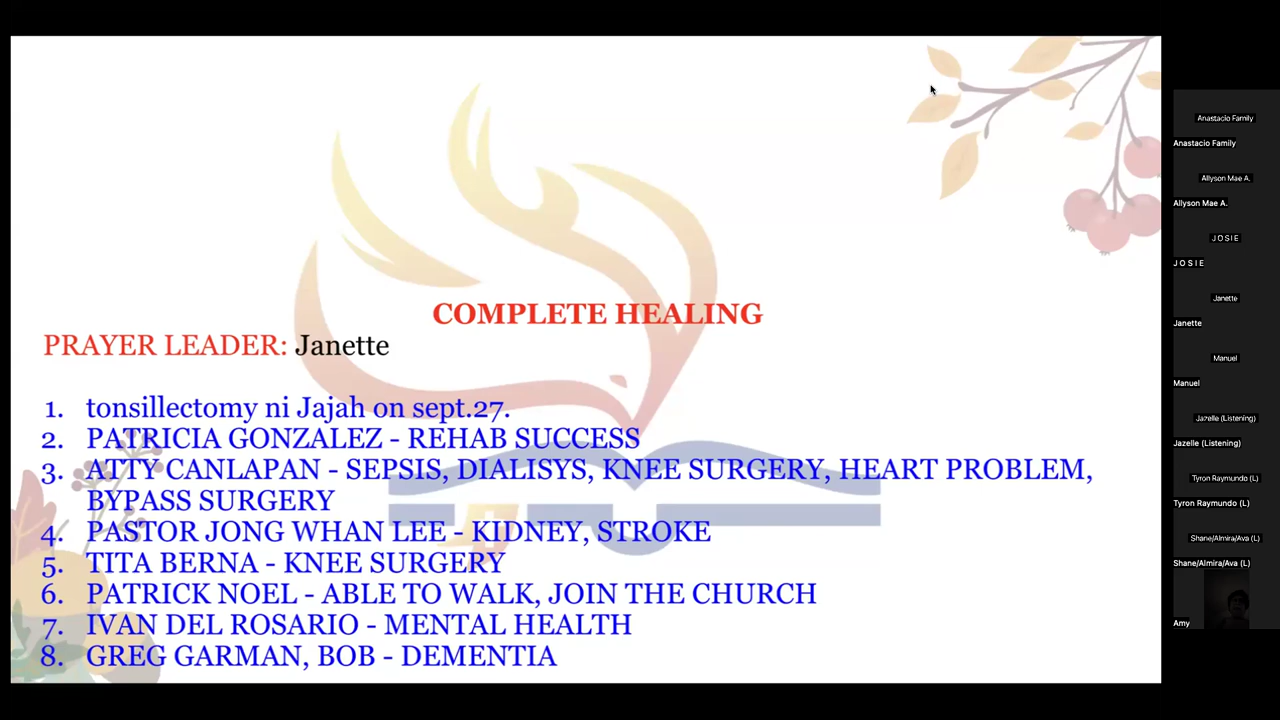 COMPLETE HEALING
PRAYER LEADER: Janette
1. tonsillectomy ni Jajah on sept.27.
2. PATRICIA GONZALEZ - REHAB SUCCESS
3. ATTY CANLAPAN - SEPSIS, DIALISYS, KNEE SURGERY, HEART PROBLEM,
BYPASS SURGERY
4. PASTOR JONG WHAN LEE - KIDNEY, STROKE
5. TITA BERNA - KNEE SURGERY
6. PATRICK NOEL - ABLE TO WALK, JOIN THE CHURCH
7. IVAN DEL ROSARIO - MENTAL HEALTH
8. GREG GARMAN, BOB - DEMENTIA
Anastacio Family
Anastacio Family
Allyson Mae A.
Allyson Mae A.
J O S I E
J O S I E
Janette
Janette
Manuel
Manuel
Jazelle (Listening)
Jazelle (Listening)
Tyron Raymundo (L)
Tyron Raymundo (L)
Shane/Almira/Ava (L)
Shane/Almira/Ava (L)
Amy